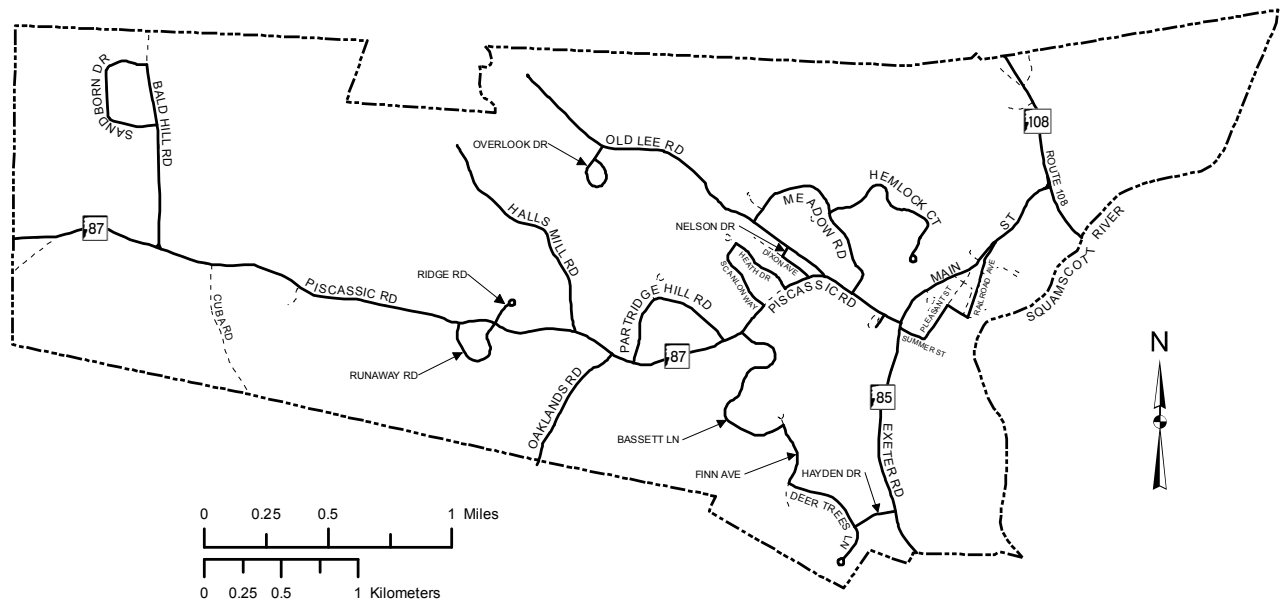 SANDBORN DR
BALD HILL RD
108
OVERLOOK DR
OLD LEE RD
HEMLOCK CT
ROUTE 108
MEADOW RD
HALLS MILL RD
NELSON DR
DIXON AVE
87
MAIN ST
SQUAMSCOTT RIVER
HEATH DR
SCANLON WAY
RIDGE RD
PISCASSIC RD
PISCASSIC RD
CUBA RD
PARTRIDGE HILL RD
PLEASANT ST
RAILROAD AVE
SUMMER ST
N
87
RUNAWAY RD
OAKLANDS RD
85
BASSETT LN
EXETER RD
FINN AVE
HAYDEN DR
DEER TREES LN
0 0.25 0.5 1 Miles
0 0.25 0.5 1 Kilometers